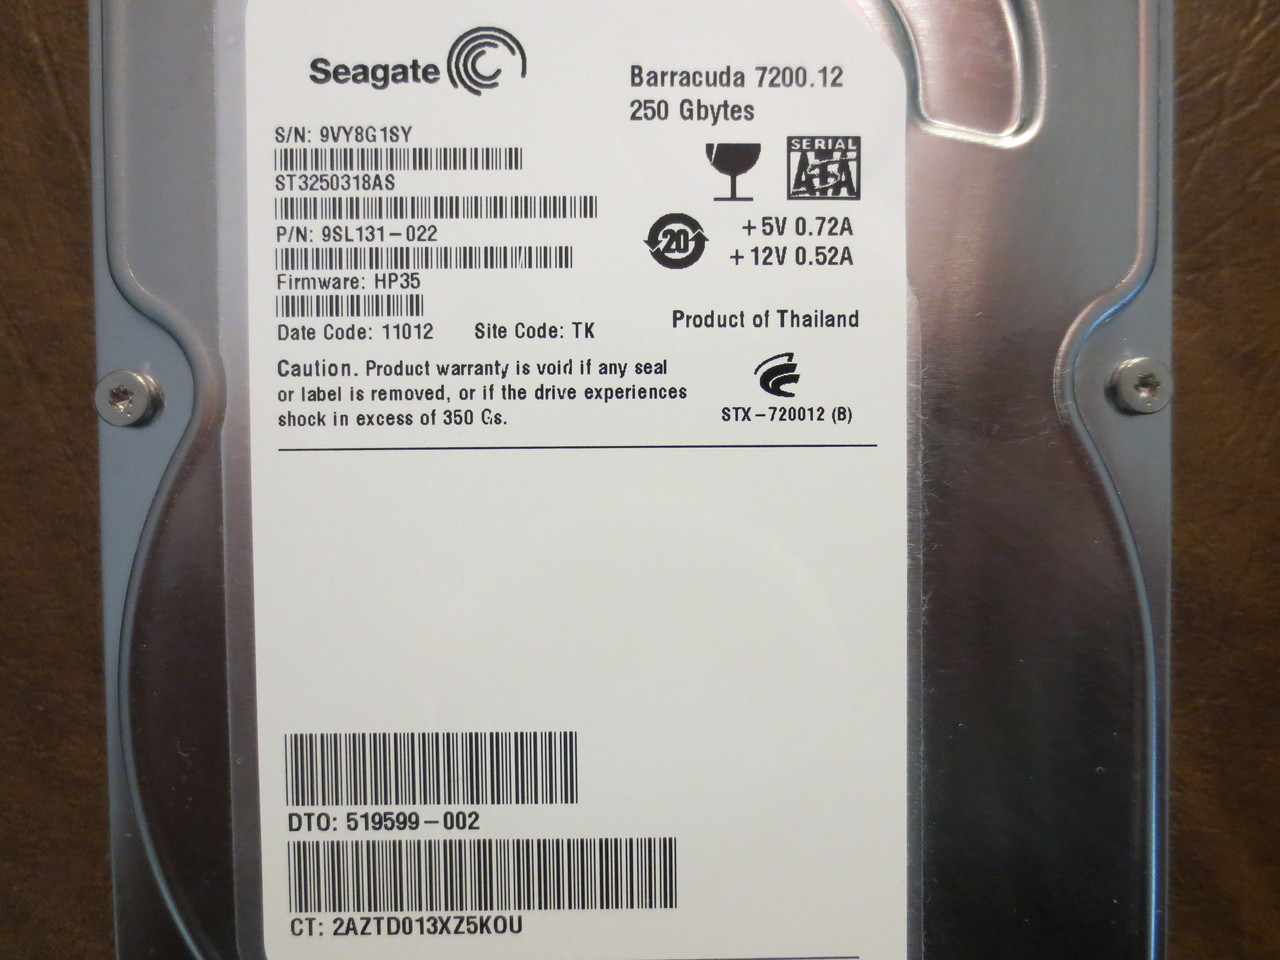 Seagate
Barracuda 7200.12
250 Gbytes
S/N: 9VY8G1SY
ST3250318AS
P/N: 9SL131-022
Firmware: HP35
Date Code: 11012 Site Code: TK
SERIAL
ATA
20
+5V 0.72A
+12V 0.52A
Product of Thailand
Caution. Product warranty is void if any seal
or label is removed, or if the drive experiences
shock in excess of 350 Gs.
STX-720012 (B)
DTO: 519599-002
CT: 2AZTD013XZ5KOU